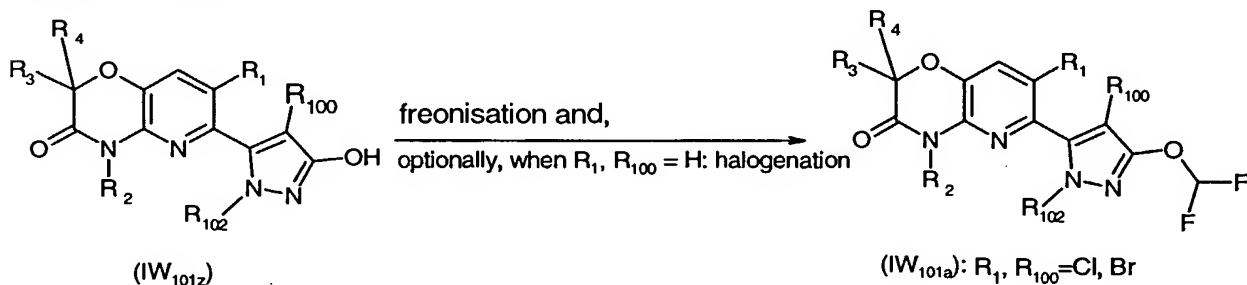 R4
R3 O R1
R100
O N N OH
R2 N N
R102
(IW101z)
freonisation and,
optionally, when R1, R100 = H: halogenation
R4
R3 O R1
R100
O N N O F
R2 N N F
R102
(IW101a): R1, R100=Cl, Br